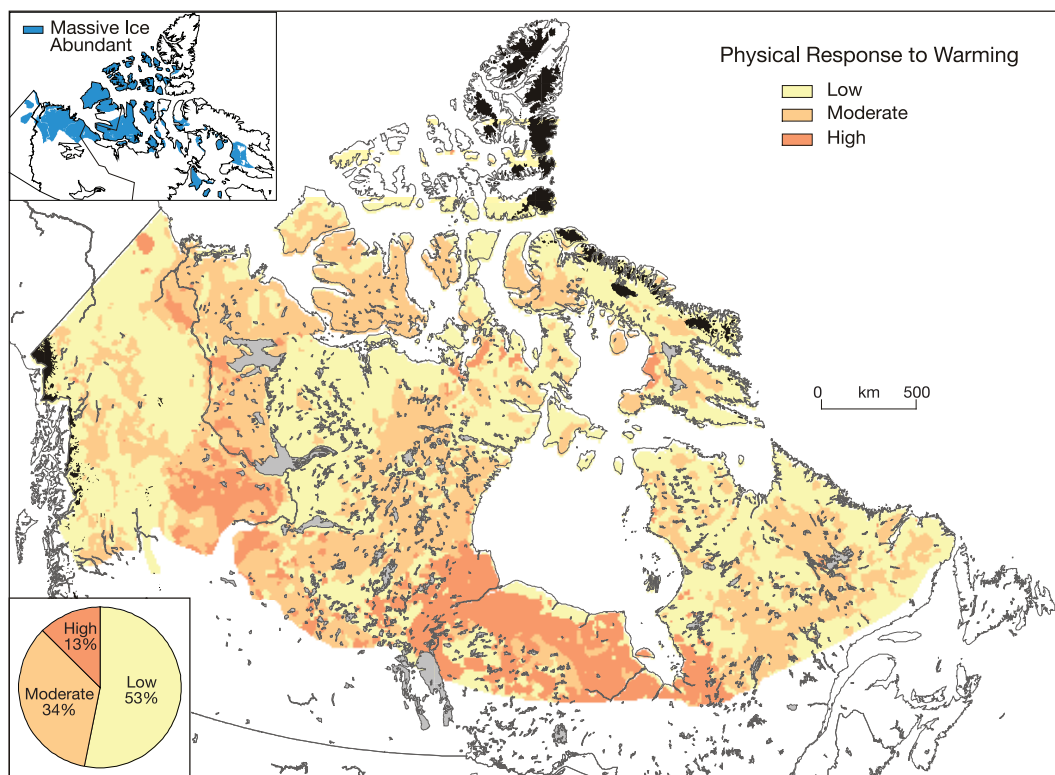 Massive Ice
Abundant
Physical Response to Warming
Low
Moderate
High
0 km 500
High
13%
Low
53%
Moderate
34%